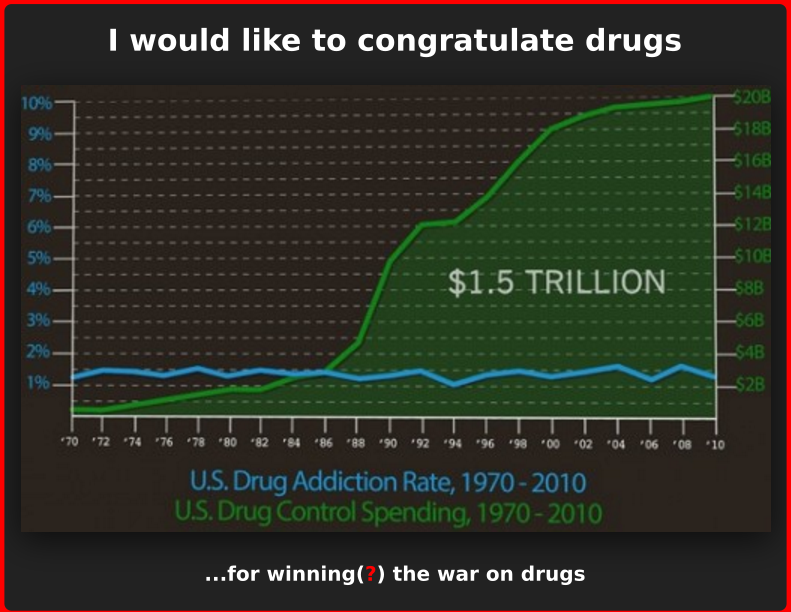 I would like to congratulate drugs
10%
9%
8%
7%
6%
5%
4%
3%
2%
1%
$20B
$18B
$16B
$14B
$12B
$10B
$8B
$6B
$4B
$2B
$1.5 TRILLION
'70 '72 '74 '76 '78 '80 '82 '84 '86 '88 '90 '92 '94 '96 '98 '00 '02 '04 '06 '08 '10
U.S. Drug Addiction Rate, 1970 - 2010
U.S. Drug Control Spending, 1970 - 2010
...for winning(?) the war on drugs